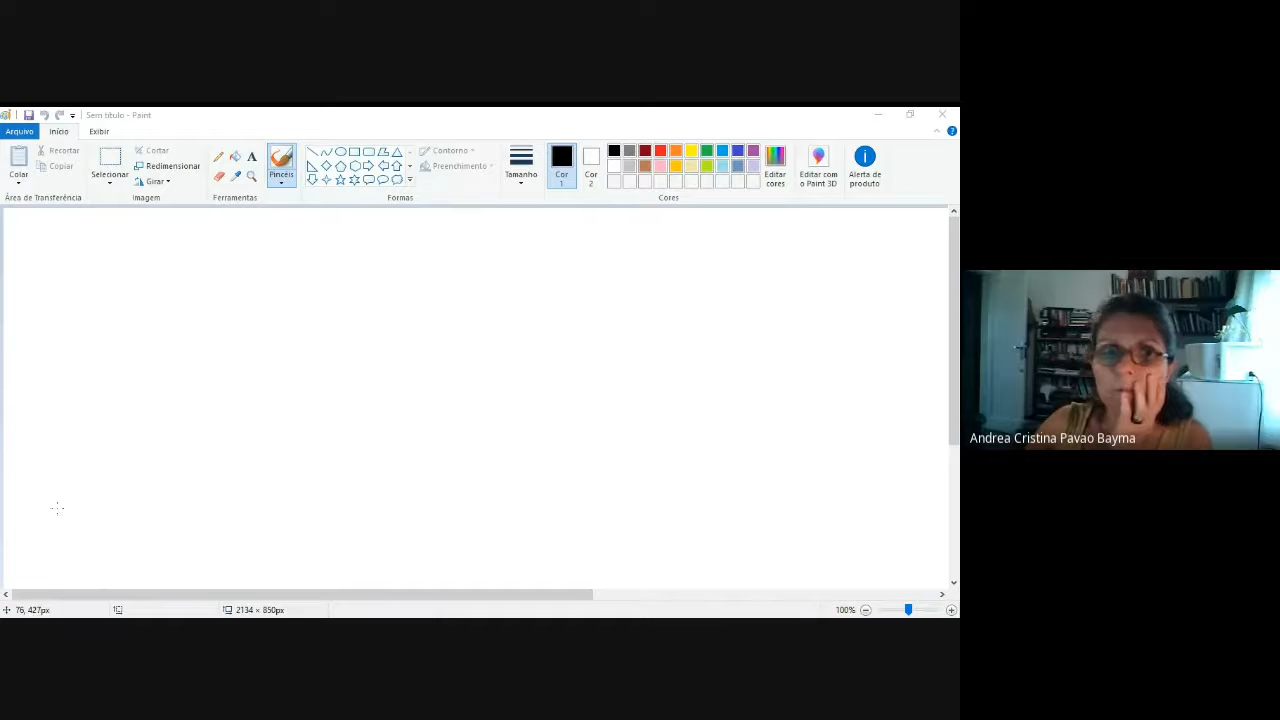 Sem título - Paint
Arquivo Início Exibir
Colar
Recortar
Copiar
Área de Transferência
Selecionar
Cortar
Redimensionar
Girar
Imagem
A
Ferramentas
Pincéis
Contorno
Preenchimento
Formas
Tamanho
Cor
1
Cor
2
Editar
cores
Cores
Editar com
o Paint 3D
Alerta de
produto
Andrea Cristina Pavao Bayma
76, 427px
2134 × 850px
100%